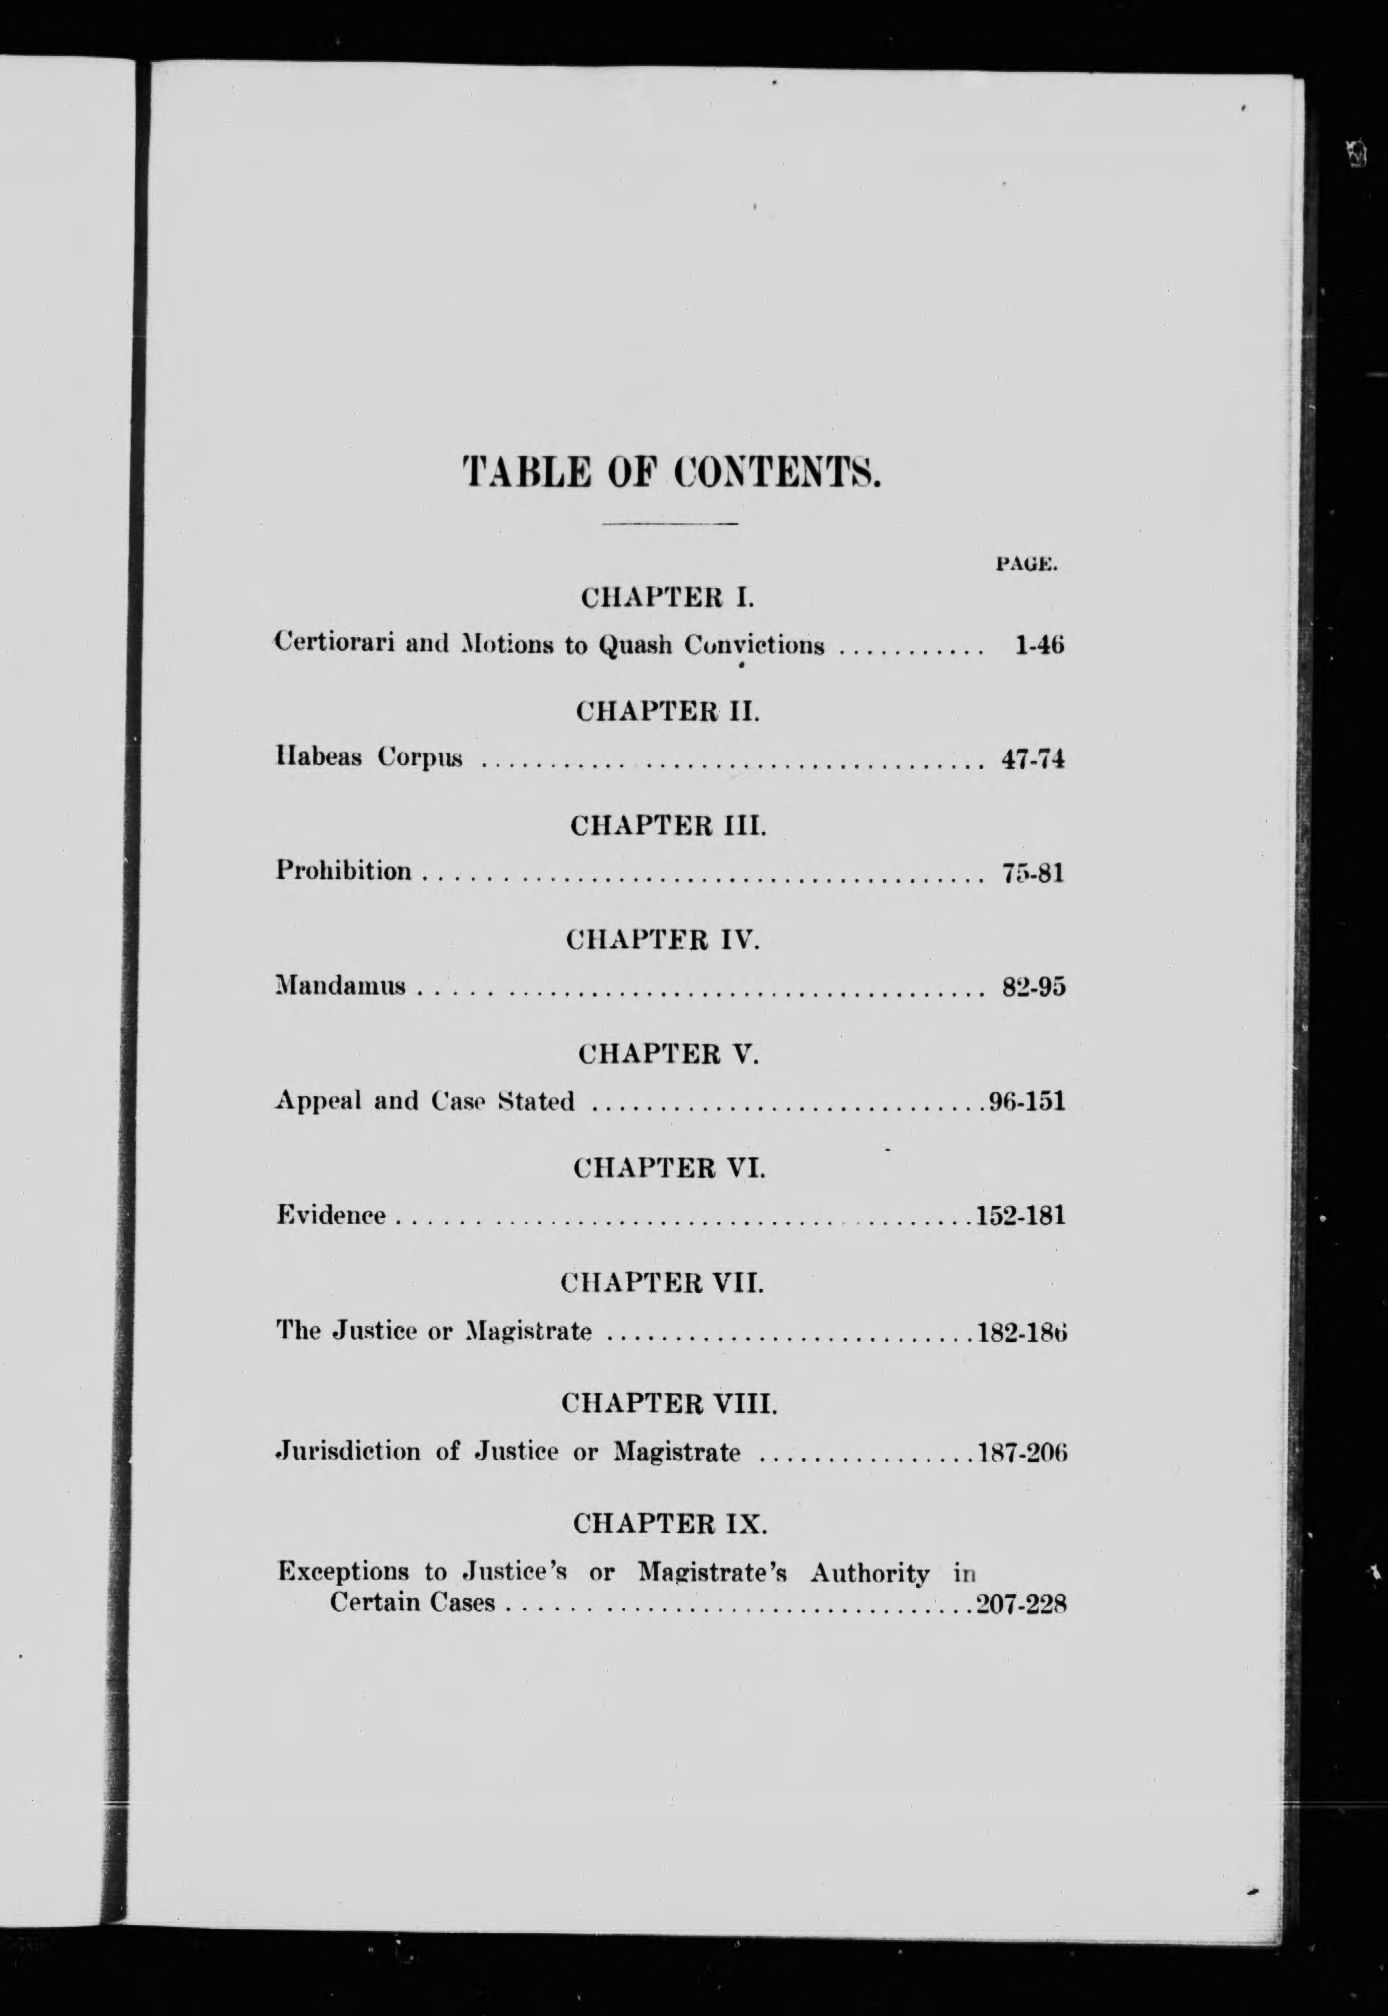 TABLE OF CONTENTS.
PAGE.
CHAPTER I.
Certiorari and Motions to Quash Convictions ........... 1-46
CHAPTER II.
Habeas Corpus ..................................... 47-74
CHAPTER III.
Prohibition .......................................... 75-81
CHAPTER IV.
Mandamus .......................................... 82-95
CHAPTER V.
Appeal and Case Stated .............................96-151
CHAPTER VI.
Evidence ..........................................152-181
CHAPTER VII.
The Justice or Magistrate ...........................182-186
CHAPTER VIII.
Jurisdiction of Justice or Magistrate ................187-206
CHAPTER IX.
Exceptions to Justice's or Magistrate's Authority in
Certain Cases ..................................207-228